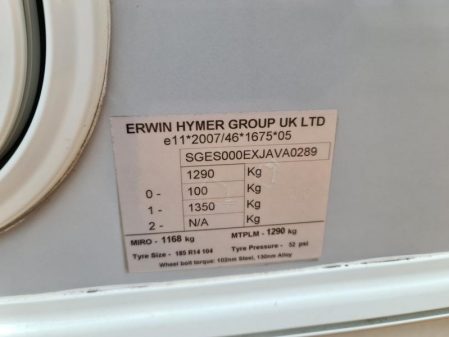 ERWIN HYMER GROUP UK LTD
e11*2007/46*1675*05
SGES000EXJAVA0289
1290 Kg
0 - 100 Kg
1 - 1350 Kg
2 - N/A Kg
MIRO - 1168 kg MTPLM - 1290 kg
Tyre Size - 185 R14 104 Tyre Pressure - 52 psi
Wheel bolt torque: 102nm Steel, 130nm Alloy